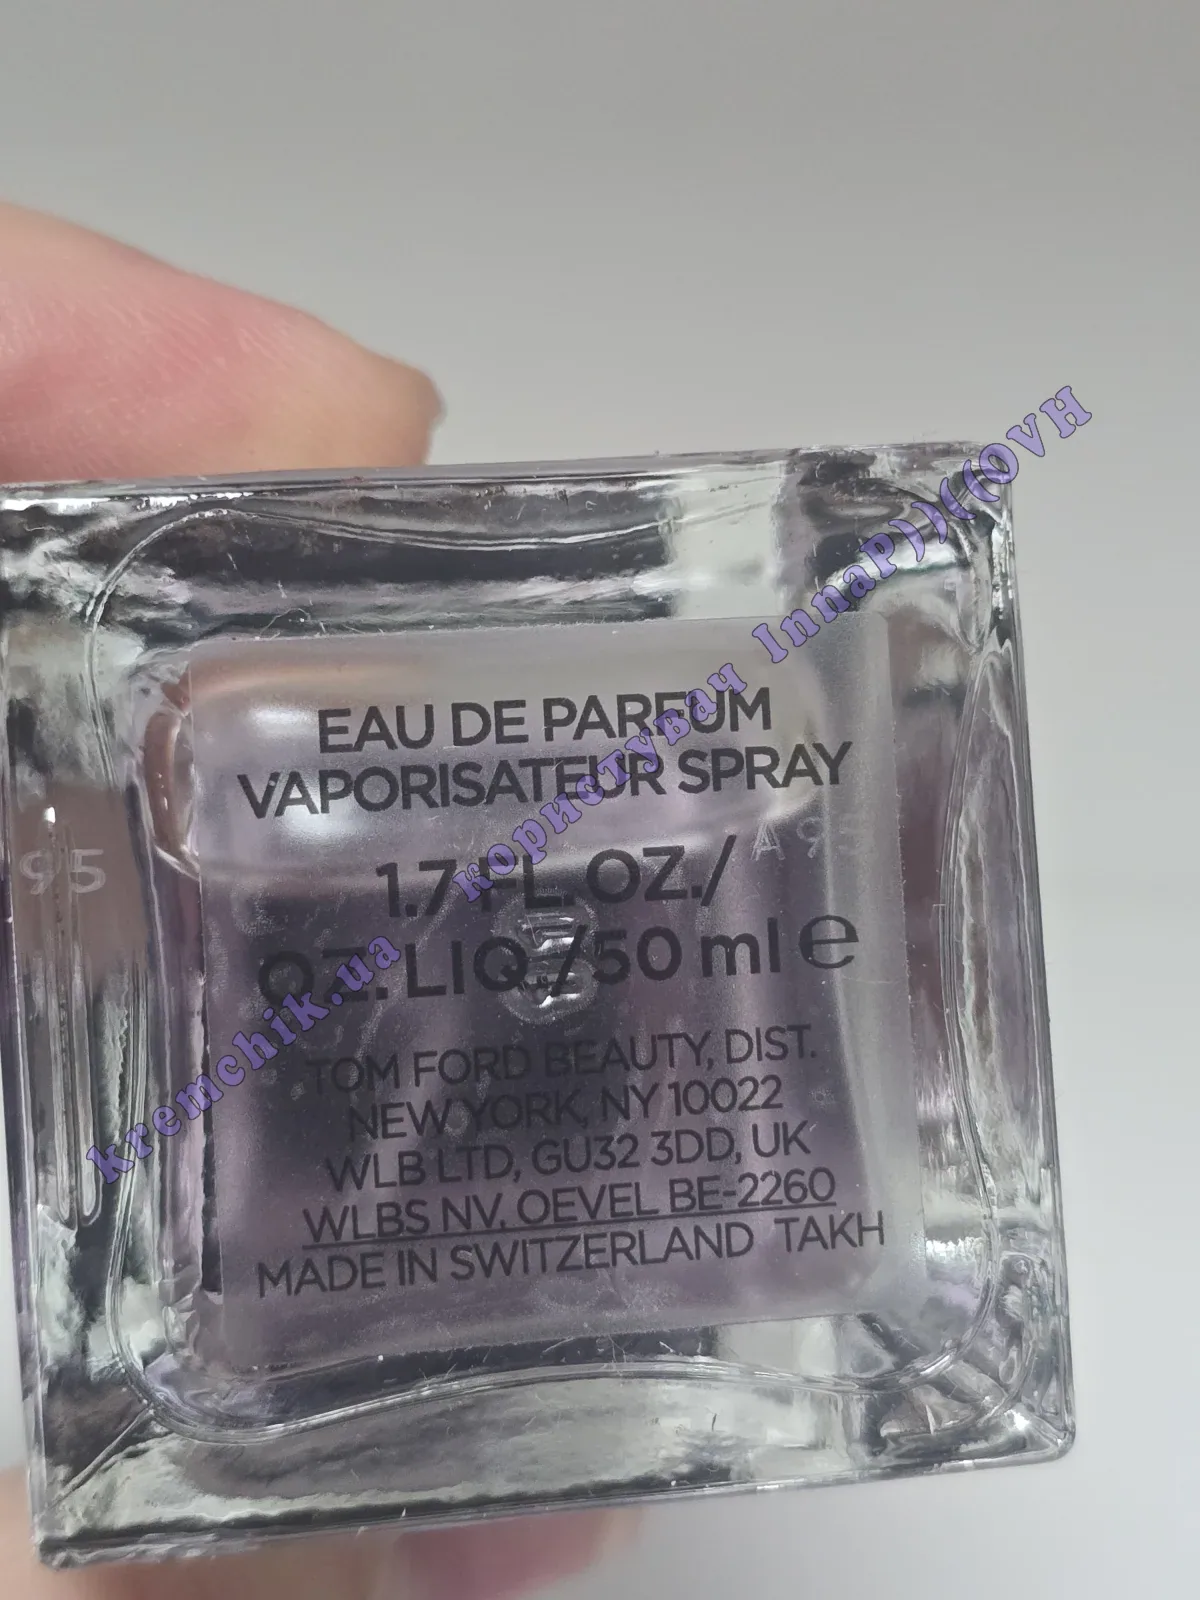 EAU DE PARFUM
VAPORISATEUR SPRAY
1.7 FL. OZ./
OZ. LIQ./50 ml e
TOM FORD BEAUTY, DIST.
NEW YORK, NY 10022
WLB LTD, GU32 3DD, UK
WLBS NV, OEVEL BE-2260
MADE IN SWITZERLAND TAKH
95
A95
kremchik.ua користувач InnaP))((OVH